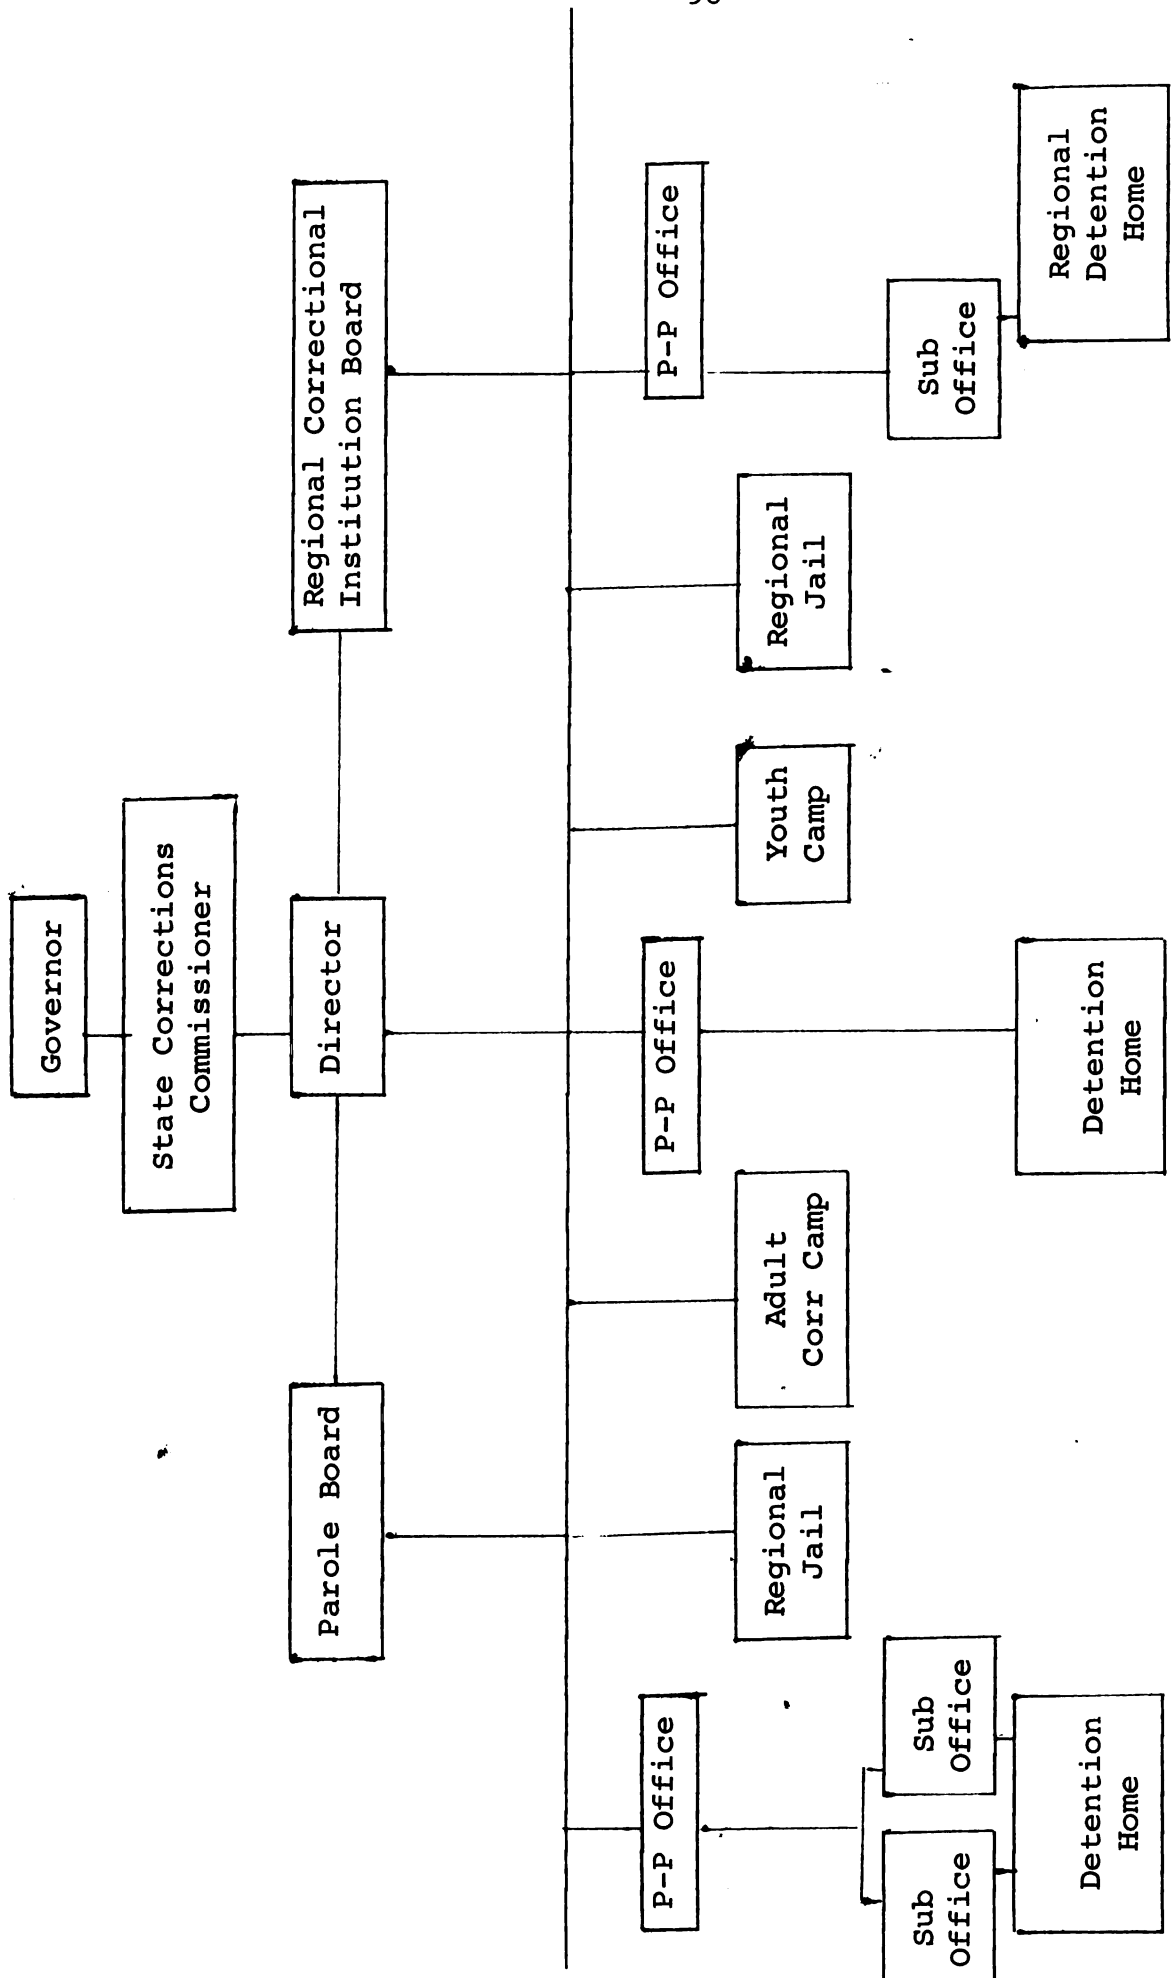 Governor
State Corrections
Commissioner
Parole Board
Director
Regional Correctional
Institution Board
P-P Office
P-P Office
P-P Office
Regional
Jail
Adult
Corr Camp
Youth
Camp
Regional
Jail
Sub
Office
Sub
Office
Sub
Office
Detention
Home
Detention
Home
Regional
Detention
Home